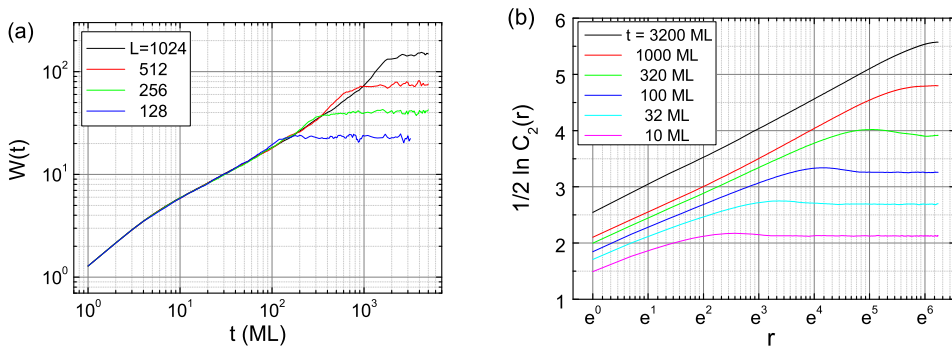 (a)
L=1024
512
256
128
W(t)
10²
10¹
10⁰
10⁰ 10¹ 10² 10³
t (ML)
(b)
t = 3200 ML
1000 ML
320 ML
100 ML
32 ML
10 ML
1/2 ln C₂(r)
6
5
4
3
2
1
e⁰ e¹ e² e³ e⁴ e⁵ e⁶
r